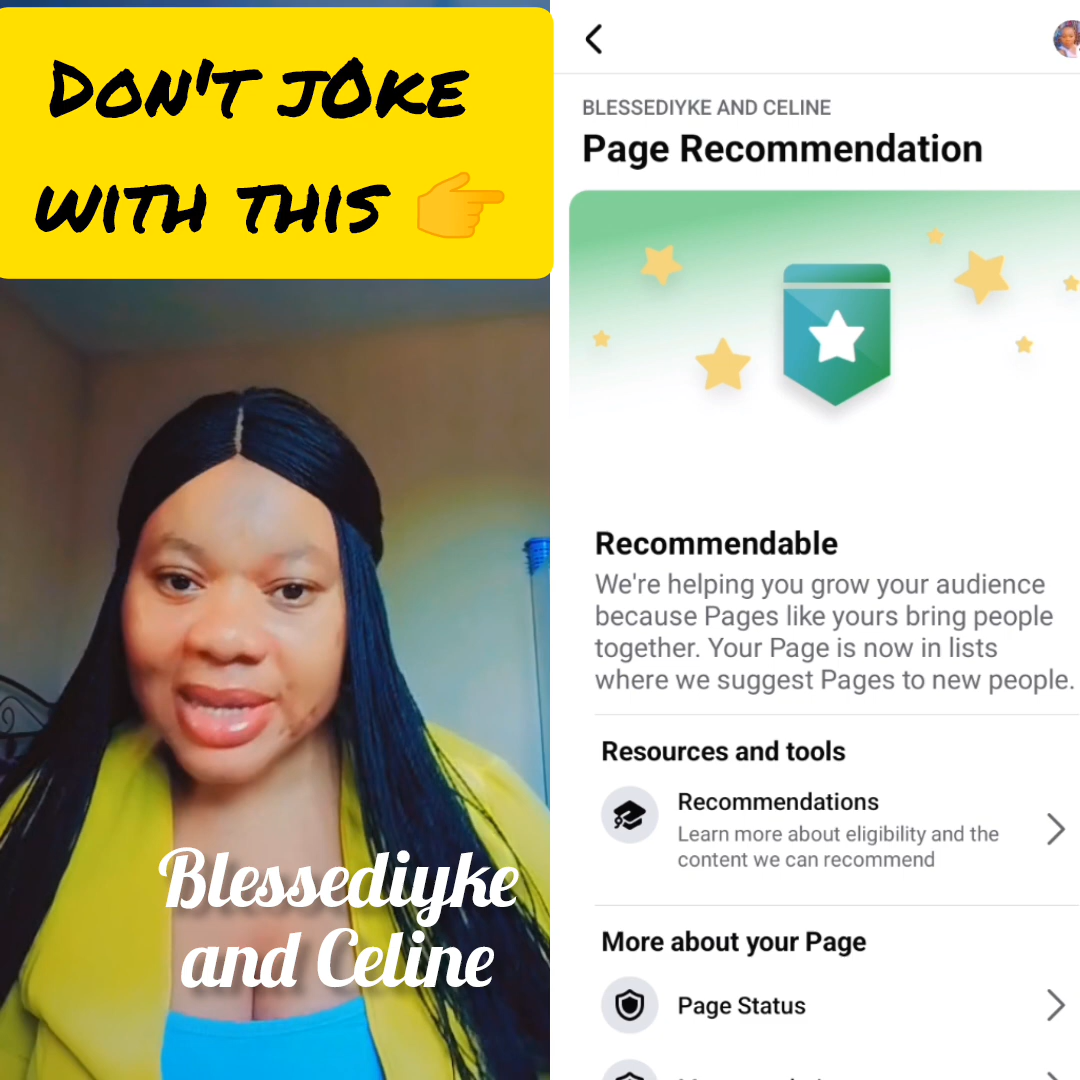 DON'T JOKE
WITH THIS 👉
Blessediyke
and Celine
BLESSEDIYKE AND CELINE
Page Recommendation
Recommendable
We're helping you grow your audience
because Pages like yours bring people
together. Your Page is now in lists
where we suggest Pages to new people.
Resources and tools
Recommendations
Learn more about eligibility and the
content we can recommend
More about your Page
Page Status